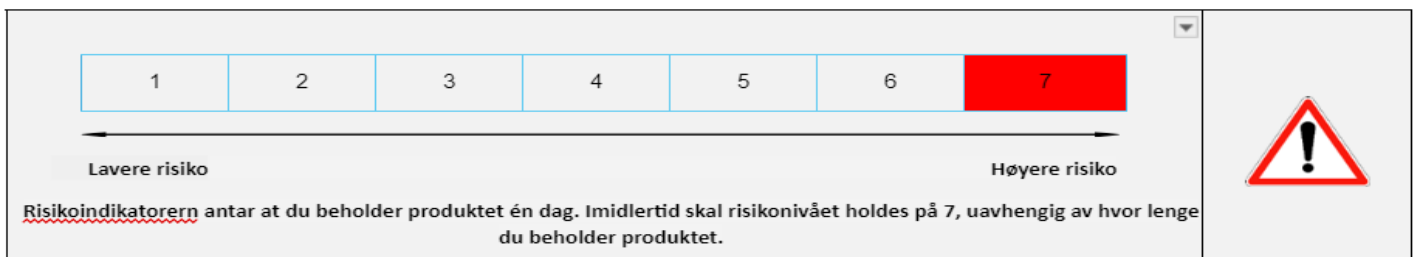 1 2 3 4 5 6 7
Lavere risiko Høyere risiko
Risikoindikatorern antar at du beholder produktet én dag. Imidlertid skal risikonivået holdes på 7, uavhengig av hvor lenge
du beholder produktet.